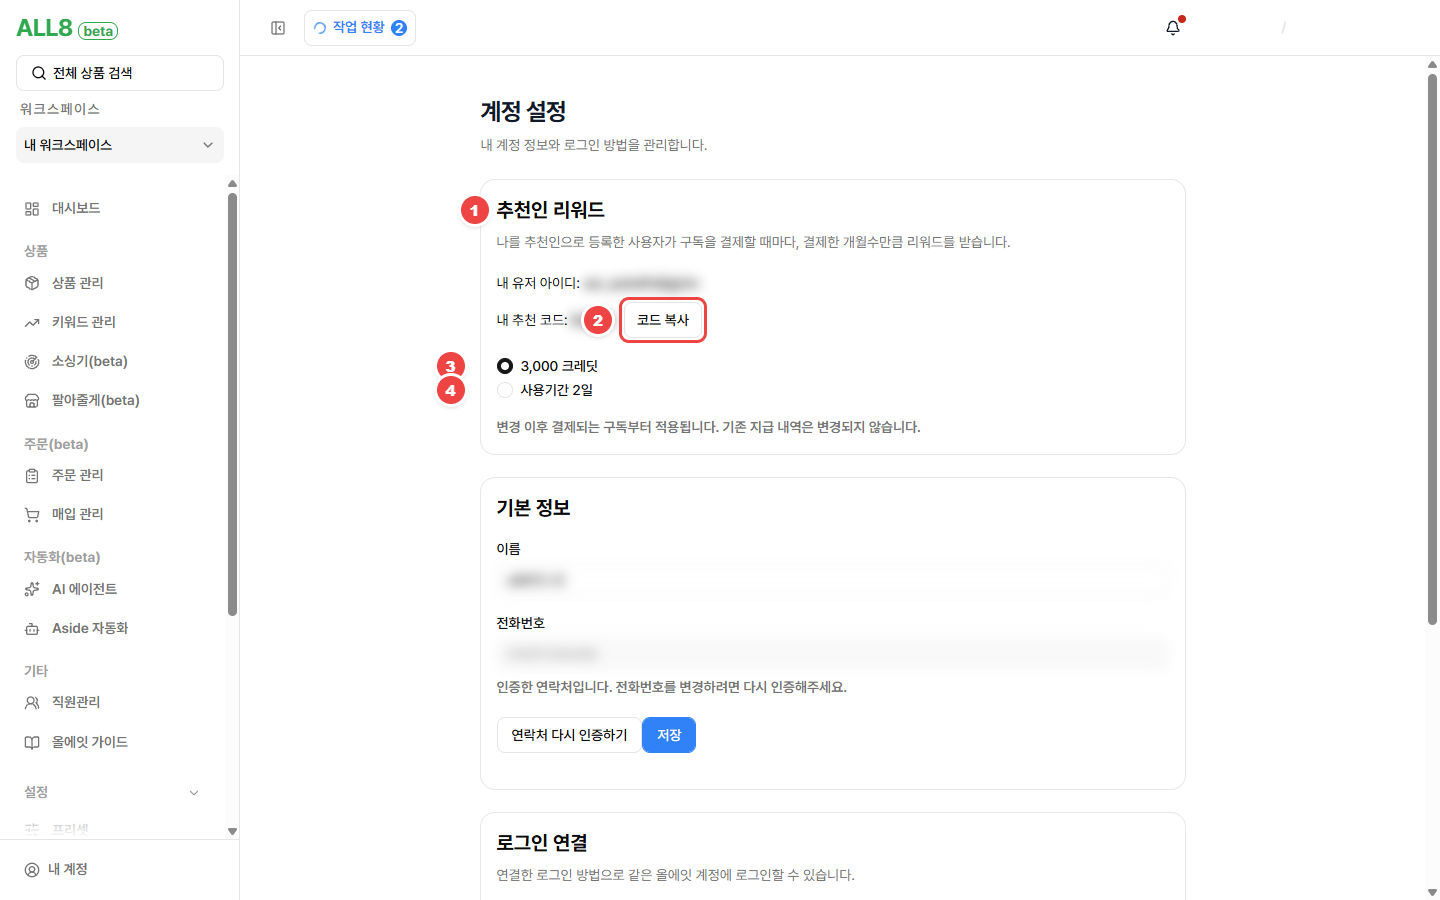 ALL8 beta
전체 상품 검색
워크스페이스
내 워크스페이스
대시보드
상품
상품 관리
키워드 관리
소싱기(beta)
팔아줄게(beta)
주문(beta)
주문 관리
매입 관리
자동화(beta)
AI 에이전트
Aside 자동화
기타
직원관리
올에잇 가이드
설정
프리셋
내 계정
작업 현황 2
/
계정 설정
내 계정 정보와 로그인 방법을 관리합니다.
1 추천인 리워드
나를 추천인으로 등록한 사용자가 구독을 결제할 때마다, 결제한 개월수만큼 리워드를 받습니다.
내 유저 아이디:
내 추천 코드: 2 코드 복사
3 3,000 크레딧
4 사용기간 2일
변경 이후 결제되는 구독부터 적용됩니다. 기존 지급 내역은 변경되지 않습니다.
기본 정보
이름
전화번호
인증한 연락처입니다. 전화번호를 변경하려면 다시 인증해주세요.
연락처 다시 인증하기 저장
로그인 연결
연결한 로그인 방법으로 같은 올에잇 계정에 로그인할 수 있습니다.